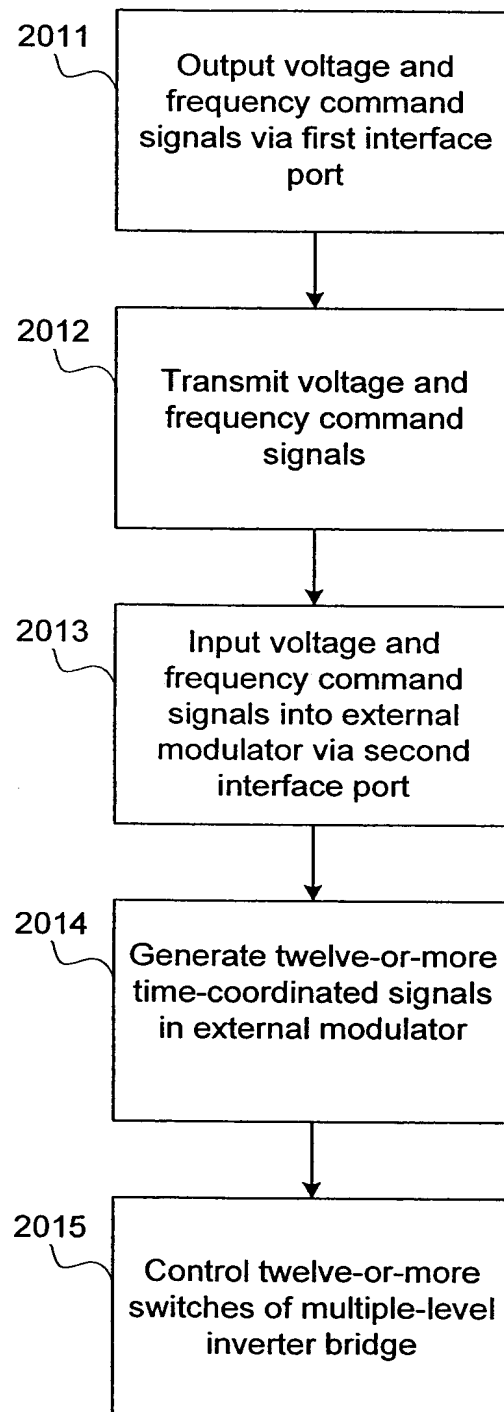 2011
Output voltage and
frequency command
signals via first interface
port
2012
Transmit voltage and
frequency command
signals
2013
Input voltage and
frequency command
signals into external
modulator via second
interface port
2014
Generate twelve-or-more
time-coordinated signals
in external modulator
2015
Control twelve-or-more
switches of multiple-level
inverter bridge